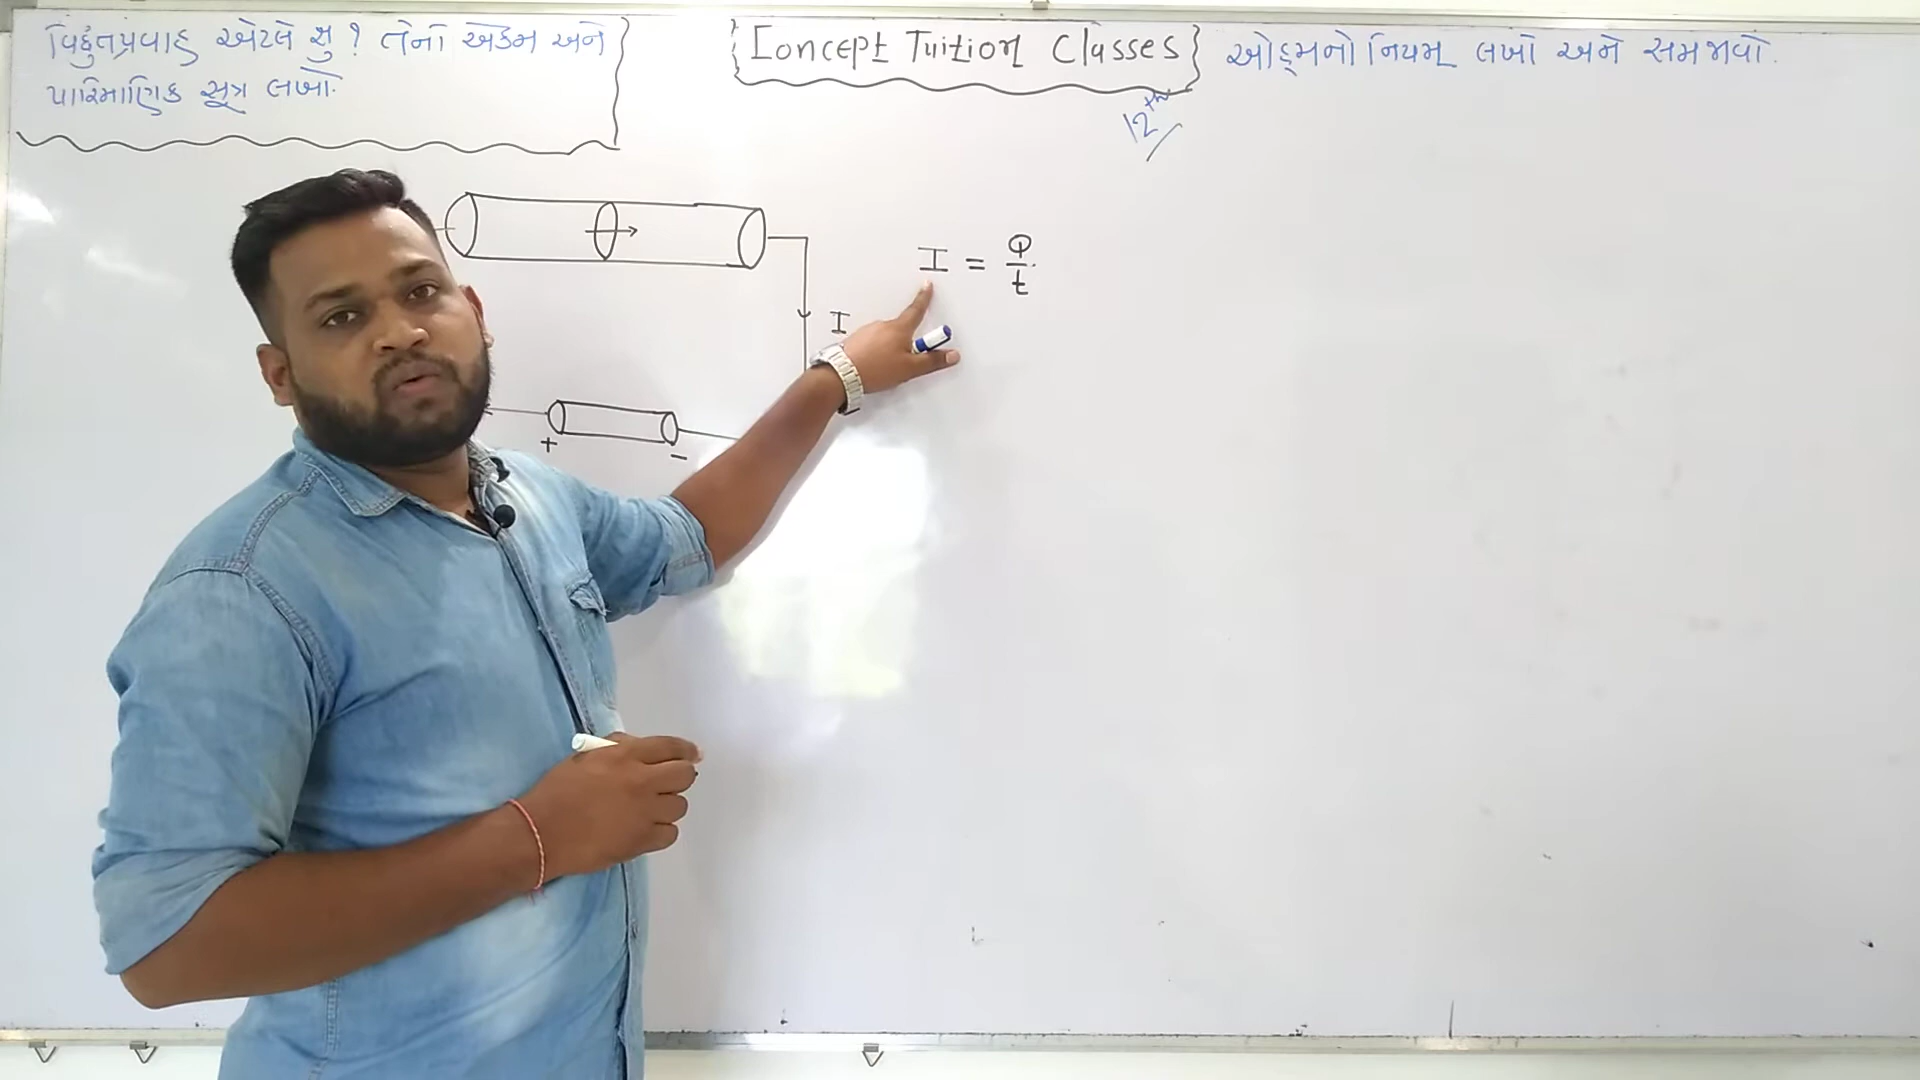 વિદ્યુતપ્રવાહ એટલે શુ? તેનો એકમ અને
પારિમાણિક સૂત્ર લખો.
Concept Tuition Classes
12th
ઓહ્મનો નિયમ લખો અને સમજાવો.
I = Q/t
I
+ −